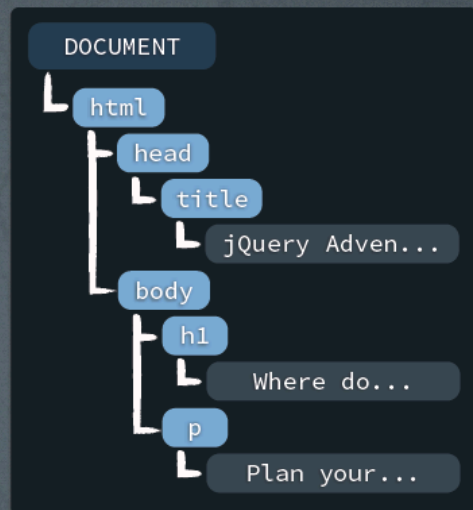 DOCUMENT
html
head
title
jQuery Adven...
body
h1
Where do...
p
Plan your...